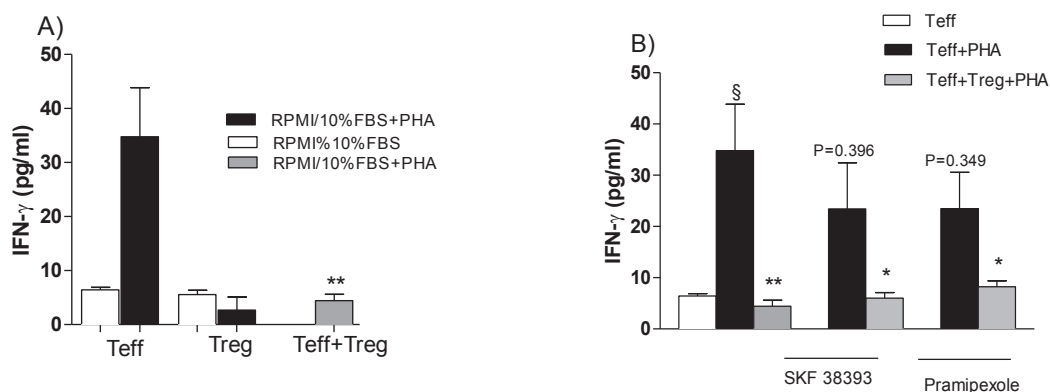 A)
IFN-γ (pg/ml)
50
40
30
20
10
0
RPMI/10%FBS+PHA
RPMI%10%FBS
RPMI/10%FBS+PHA
**
Teff
Treg
Teff+Treg
B)
Teff
Teff+PHA
Teff+Treg+PHA
IFN-γ (pg/ml)
50
40
30
20
10
0
§
**
P=0.396
*
P=0.349
*
SKF 38393
Pramipexole